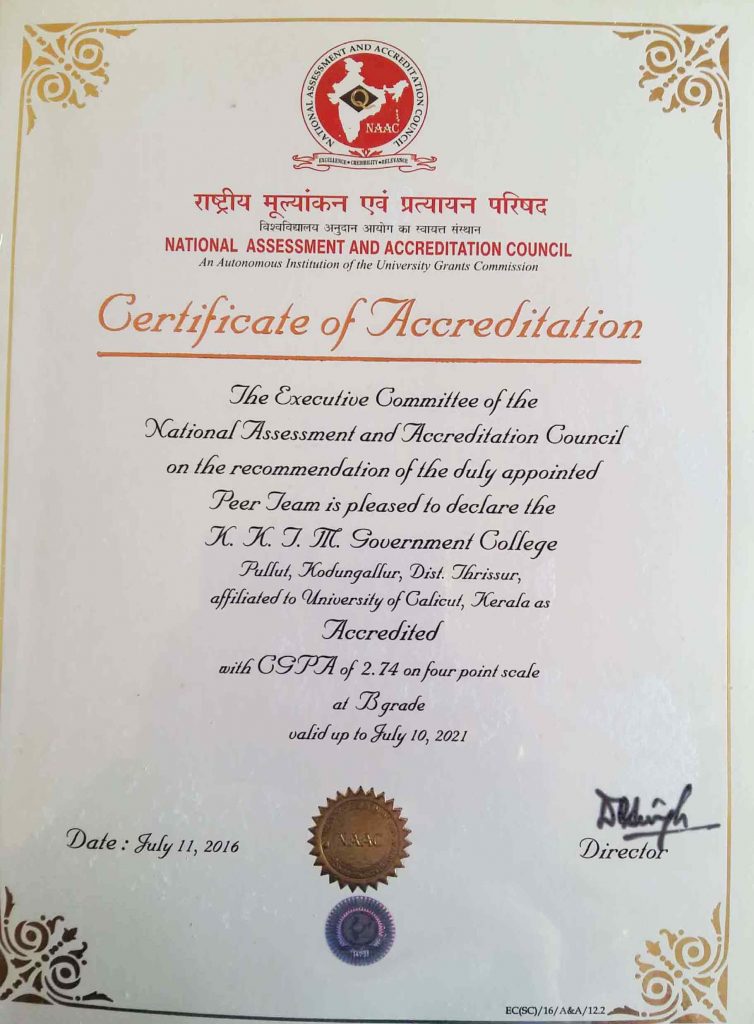 NATIONAL ASSESSMENT AND ACCREDITATION COUNCIL
Q
NAAC
EXCELLENCE • CREDIBILITY • RELEVANCE
राष्ट्रीय मूल्यांकन एवं प्रत्यायन परिषद
विश्वविद्यालय अनुदान आयोग का स्वायत्त संस्थान
NATIONAL ASSESSMENT AND ACCREDITATION COUNCIL
An Autonomous Institution of the University Grants Commission
Certificate of Accreditation
The Executive Committee of the
National Assessment and Accreditation Council
on the recommendation of the duly appointed
Peer Team is pleased to declare the
K. K. T. M. Government College
Pullut, Kodungallur, Dist. Thrissur,
affiliated to University of Calicut, Kerala as
Accredited
with CGPA of 2.74 on four point scale
at B grade
valid up to July 10, 2021
Date : July 11, 2016
NAAC
Director
EC(SC)/16/A&A/12.2